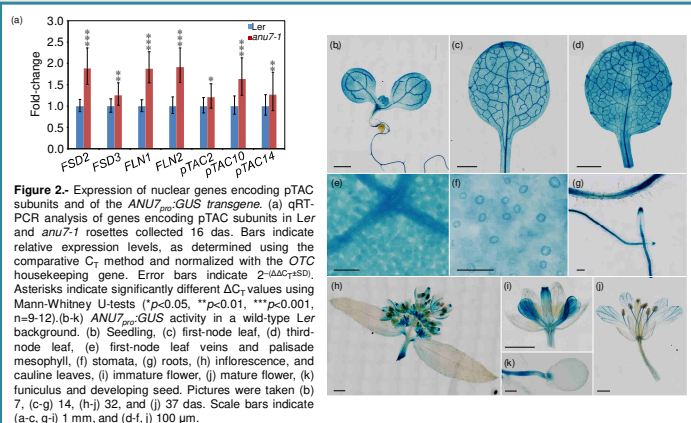 (a)
3.0
2.5
2.0
1.5
1.0
0.5
0.0
Fold-change
Ler
anu7-1
***
**
***
***
*
***
**
FSD2
FSD3
FLN1
FLN2
pTAC2
pTAC10
pTAC14
Figure 2.- Expression of nuclear genes encoding pTAC
subunits and of the ANU7pro:GUS transgene. (a) qRT-
PCR analysis of genes encoding pTAC subunits in Ler
and anu7-1 rosettes collected 16 das. Bars indicate
relative expression levels, as determined using the
comparative CT method and normalized with the OTC
housekeeping gene. Error bars indicate 2–(ΔΔCT±SD).
Asterisks indicate significantly different ΔCT values using
Mann-Whitney U-tests (*p<0.05, **p<0.01, ***p<0.001,
n=9-12).(b-k) ANU7pro:GUS activity in a wild-type Ler
background. (b) Seedling, (c) first-node leaf, (d) third-
node leaf, (e) first-node leaf veins and palisade
mesophyll, (f) stomata, (g) roots, (h) inflorescence, and
cauline leaves, (i) immature flower, (j) mature flower, (k)
funiculus and developing seed. Pictures were taken (b)
7, (c-g) 14, (h-j) 32, and (j) 37 das. Scale bars indicate
(a-c, g-i) 1 mm, and (d-f, j) 100 µm.
(b)
(c)
(d)
(e)
(f)
(g)
(h)
(i)
(j)
(k)